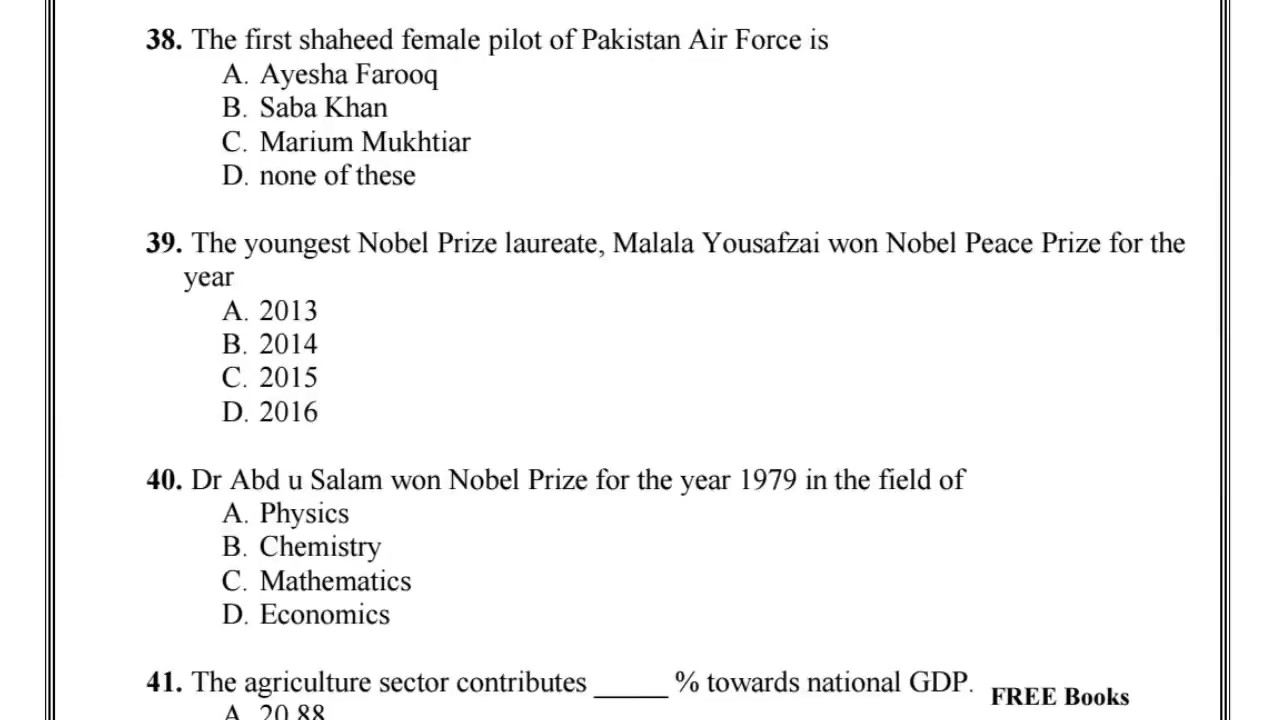 38. The first shaheed female pilot of Pakistan Air Force is
A. Ayesha Farooq
B. Saba Khan
C. Marium Mukhtiar
D. none of these
39. The youngest Nobel Prize laureate, Malala Yousafzai won Nobel Peace Prize for the
year
A. 2013
B. 2014
C. 2015
D. 2016
40. Dr Abd u Salam won Nobel Prize for the year 1979 in the field of
A. Physics
B. Chemistry
C. Mathematics
D. Economics
41. The agriculture sector contributes _____ % towards national GDP.
FREE Books
A. 20.88